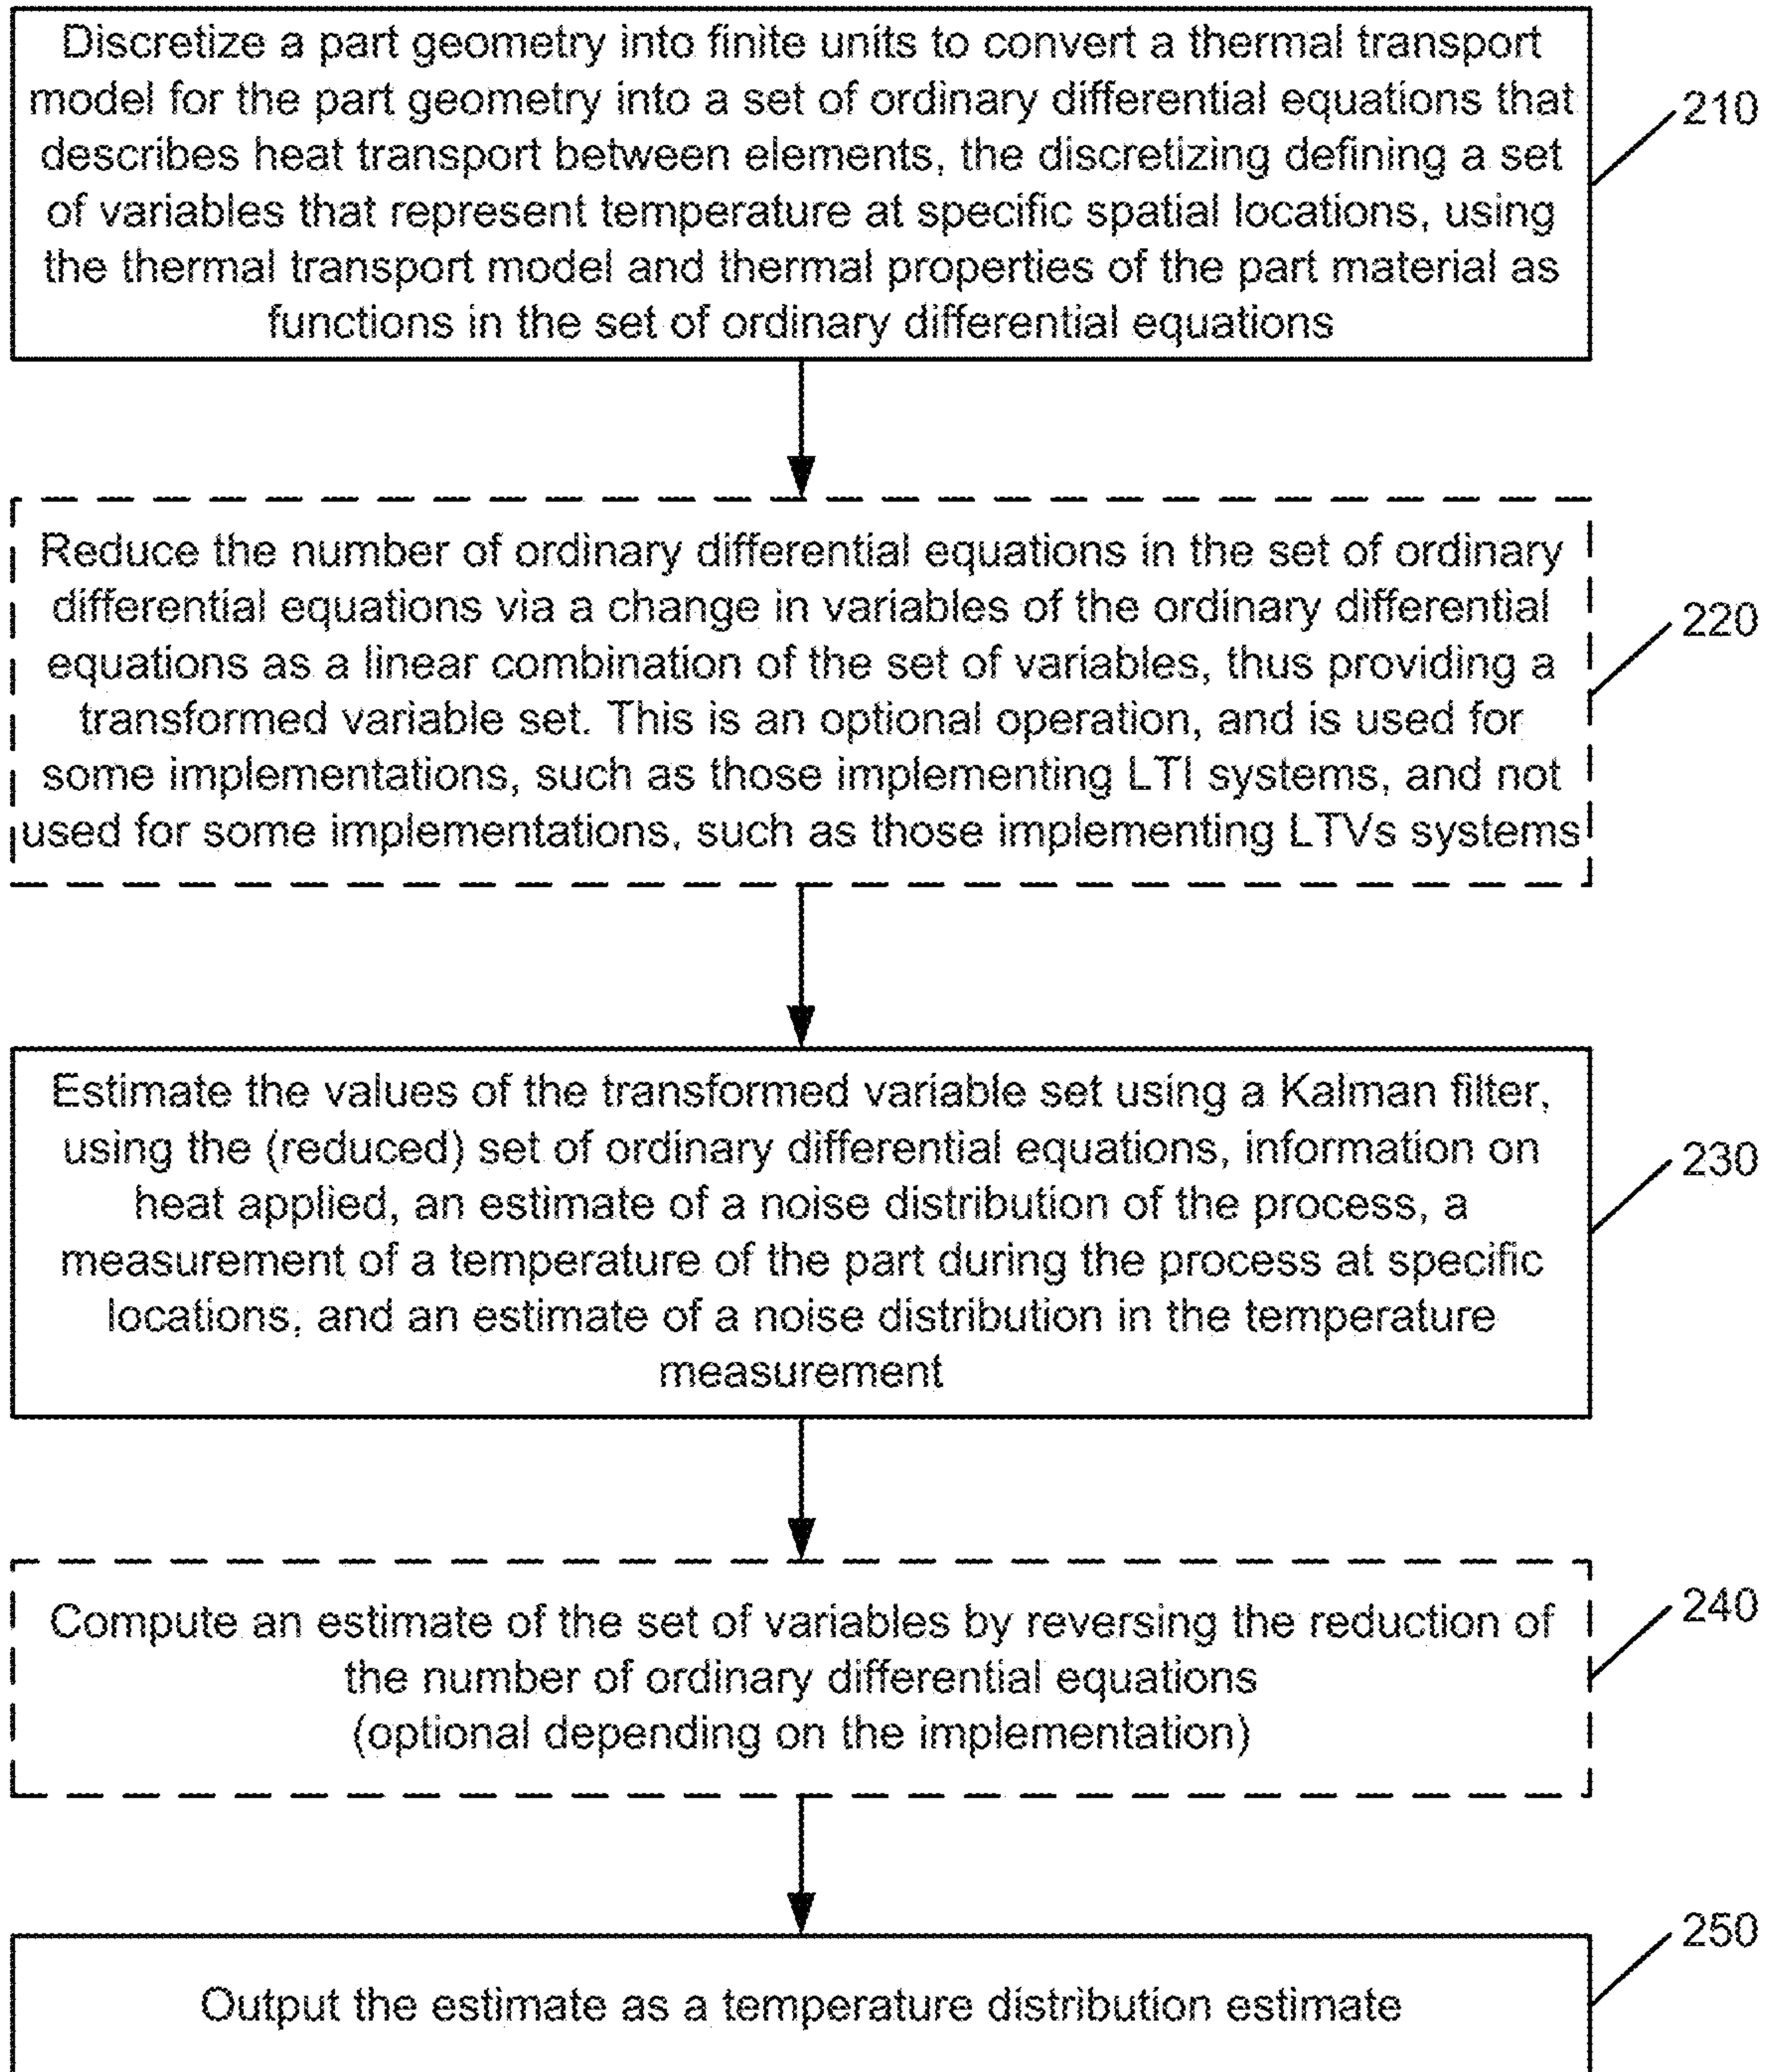 Discretize a part geometry into finite units to convert a thermal transport
model for the part geometry into a set of ordinary differential equations that
describes heat transport between elements, the discretizing defining a set
of variables that represent temperature at specific spatial locations, using
the thermal transport model and thermal properties of the part material as
functions in the set of ordinary differential equations
210
Reduce the number of ordinary differential equations in the set of ordinary
differential equations via a change in variables of the ordinary differential
equations as a linear combination of the set of variables, thus providing a
transformed variable set. This is an optional operation, and is used for
some implementations, such as those implementing LTI systems, and not
used for some implementations, such as those implementing LTVs systems
220
Estimate the values of the transformed variable set using a Kalman filter,
using the (reduced) set of ordinary differential equations, information on
heat applied, an estimate of a noise distribution of the process, a
measurement of a temperature of the part during the process at specific
locations, and an estimate of a noise distribution in the temperature
measurement
230
Compute an estimate of the set of variables by reversing the reduction of
the number of ordinary differential equations
(optional depending on the implementation)
240
Output the estimate as a temperature distribution estimate
250